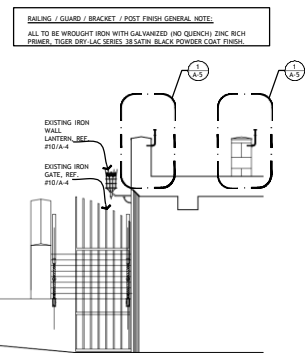 RAILING / GUARD / BRACKET / POST FINISH GENERAL NOTE:
ALL TO BE WROUGHT IRON WITH GALVANIZED (NO QUENCH) ZINC RICH
PRIMER, TIGER DRY-LAC SERIES 38 SATIN BLACK POWDER COAT FINISH.
1
A-5
1
A-5
EXISTING IRON
WALL
LANTERN, REF.
#10/A-4
EXISTING IRON
GATE, REF.
#10/A-4